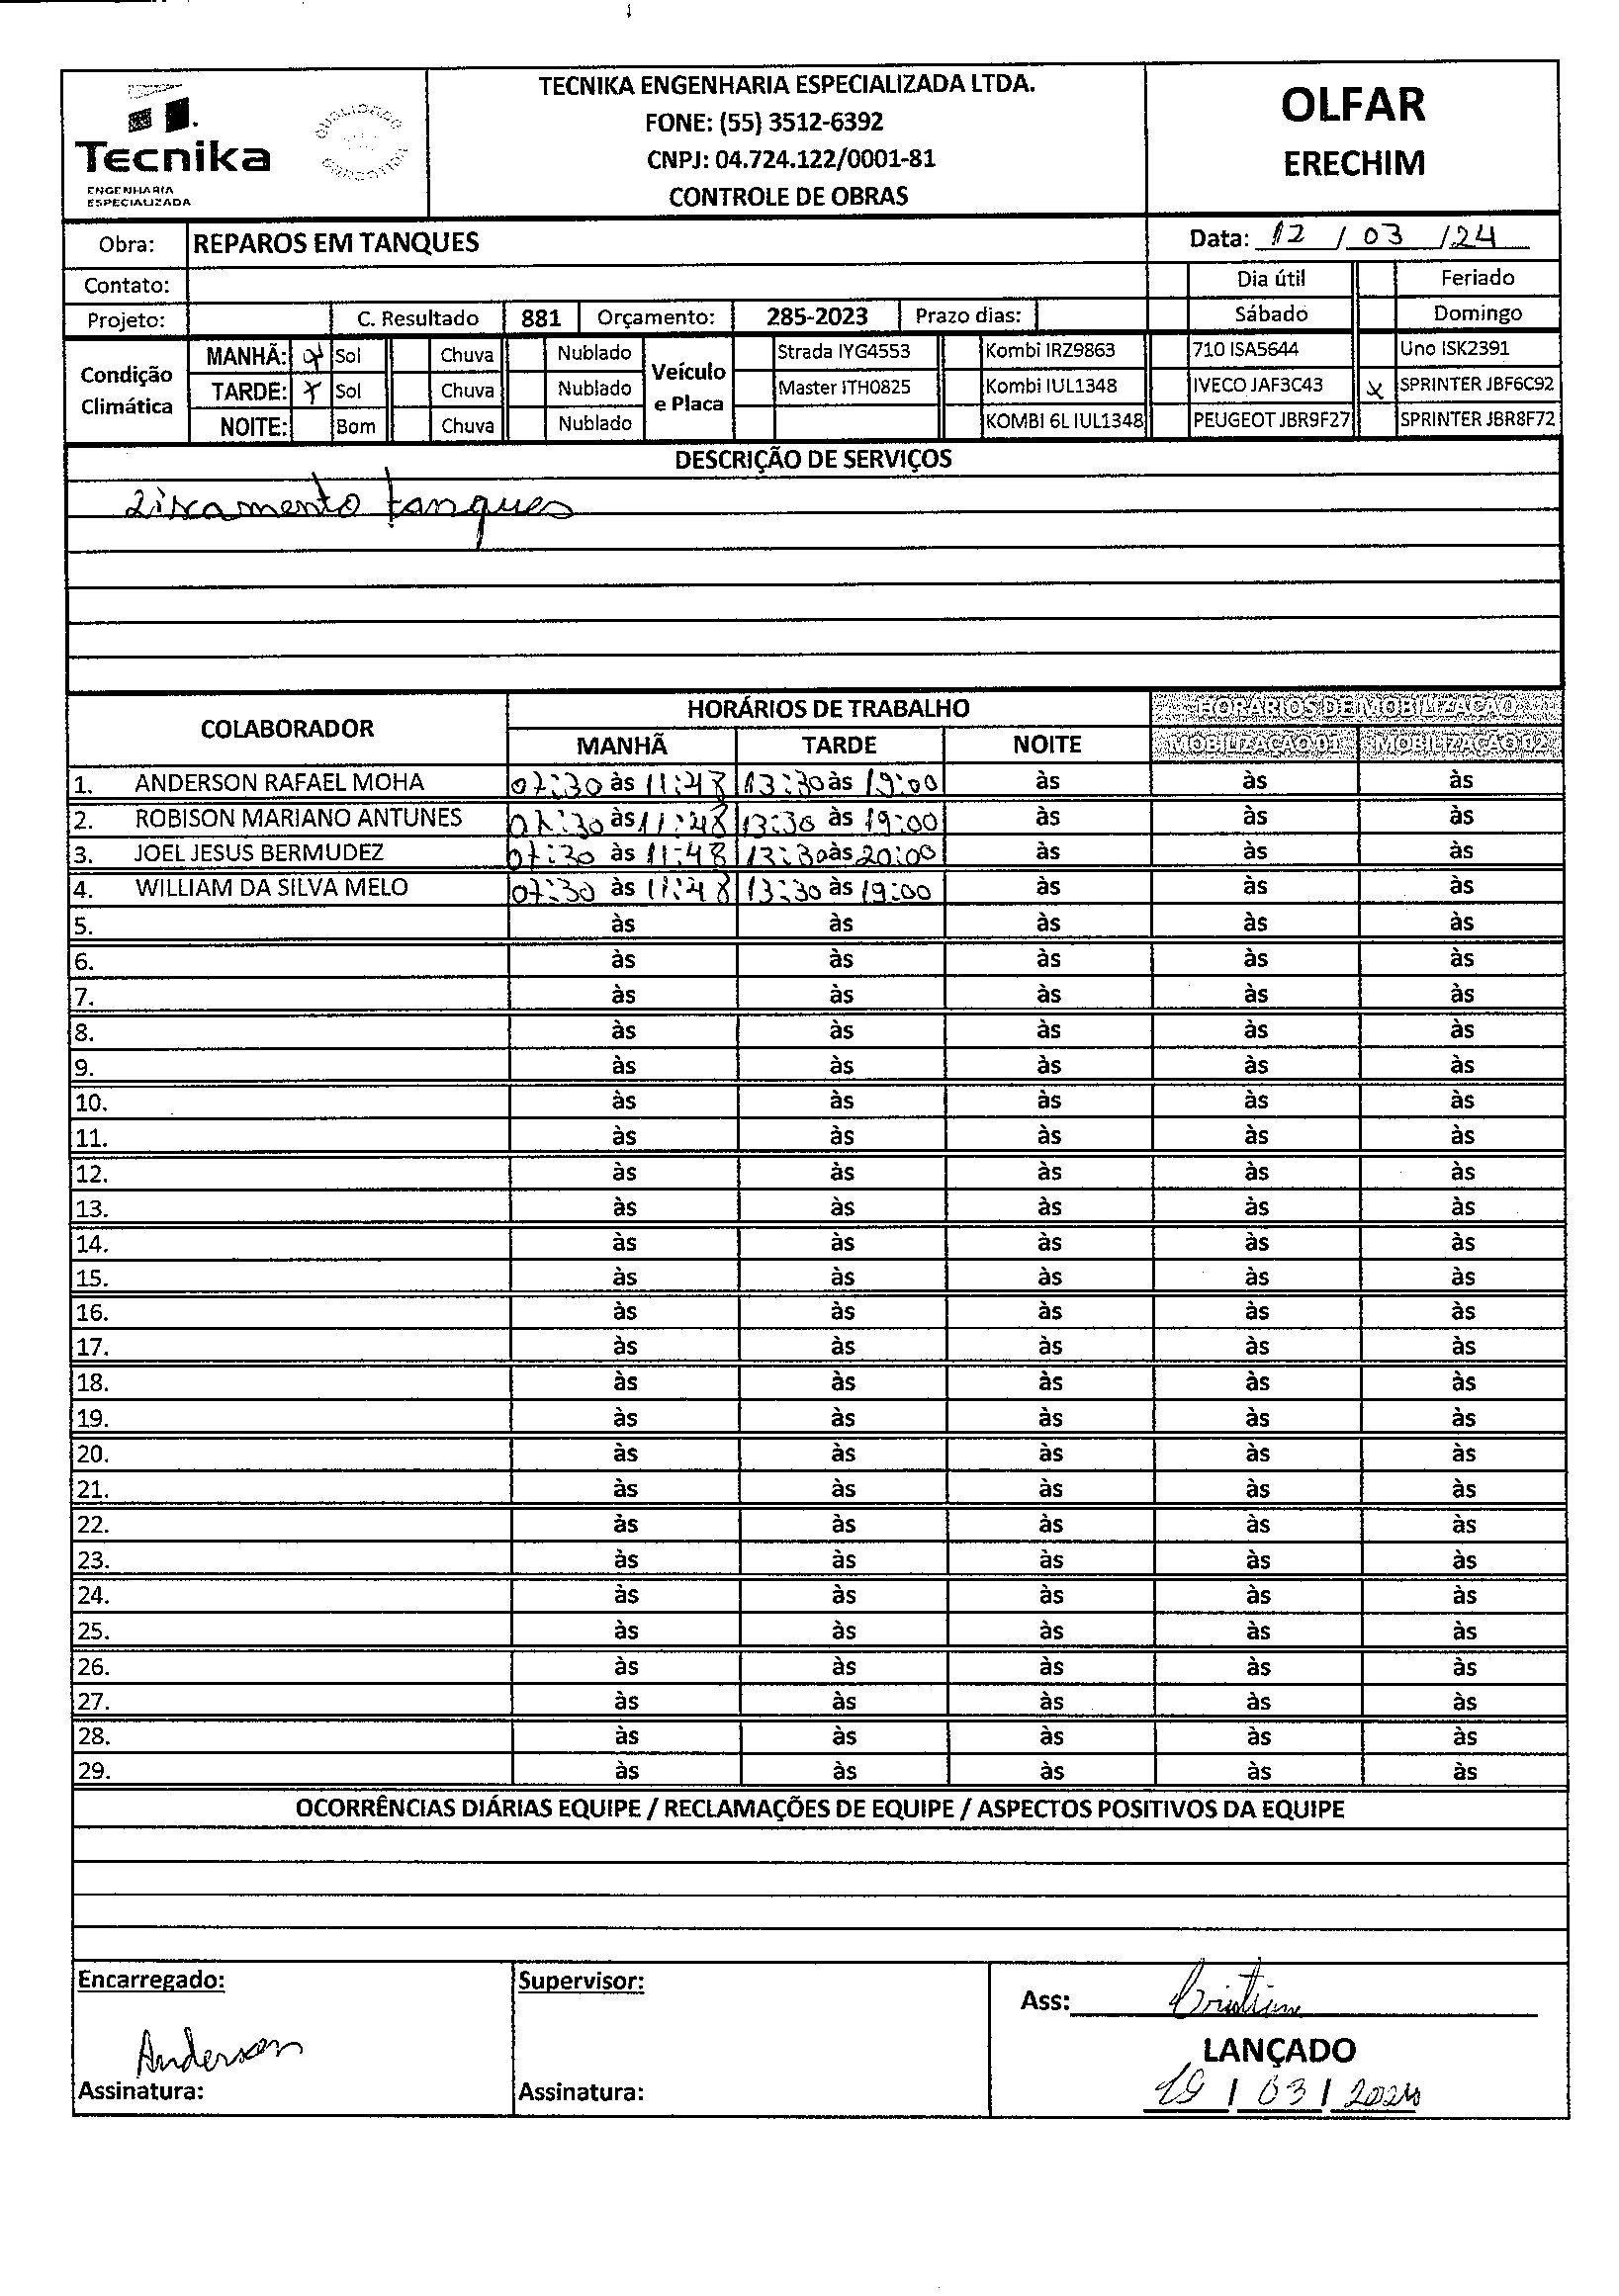 Tecnika
ENGENHARIA
ESPECIALIZADA
QUALIDADE
TECNIKA ENGENHARIA ESPECIALIZADA LTDA.
FONE: (55) 3512-6392
CNPJ: 04.724.122/0001-81
CONTROLE DE OBRAS
OLFAR
ERECHIM
Obra: REPAROS EM TANQUES Data: 12 / 03 / 24
Contato: Dia útil Feriado
Projeto: C. Resultado 881 Orçamento: 285-2023 Prazo dias: Sábado Domingo
Condição Climática
MANHÃ: x Sol Chuva Nublado
TARDE: x Sol Chuva Nublado
NOITE: Bom Chuva Nublado
Veículo e Placa
Strada IYG4553 Kombi IRZ9863 710 ISA5644 Uno ISK2391
Master ITH0825 Kombi IUL1348 IVECO JAF3C43 x SPRINTER JBF6C92
KOMBI 6L IUL1348 PEUGEOT JBR9F27 SPRINTER JBR8F72
DESCRIÇÃO DE SERVIÇOS
lixamento tanques
COLABORADOR HORÁRIOS DE TRABALHO HORÁRIOS DE MOBILIZAÇÃO
MANHÃ TARDE NOITE MOBILIZAÇÃO 01 MOBILIZAÇÃO 02
1. ANDERSON RAFAEL MOHA 07:30 às 11:48 13:30 às 19:00 às às às
2. ROBISON MARIANO ANTUNES 07:30 às 11:48 13:30 às 19:00 às às às
3. JOEL JESUS BERMUDEZ 07:30 às 11:48 13:30 às 20:00 às às às
4. WILLIAM DA SILVA MELO 07:30 às 11:48 13:30 às 19:00 às às às
5. às às às às às
6. às às às às às
7. às às às às às
8. às às às às às
9. às às às às às
10. às às às às às
11. às às às às às
12. às às às às às
13. às às às às às
14. às às às às às
15. às às às às às
16. às às às às às
17. às às às às às
18. às às às às às
19. às às às às às
20. às às às às às
21. às às às às às
22. às às às às às
23. às às às às às
24. às às às às às
25. às às às às às
26. às às às às às
27. às às às às às
28. às às às às às
29. às às às às às
OCORRÊNCIAS DIÁRIAS EQUIPE / RECLAMAÇÕES DE EQUIPE / ASPECTOS POSITIVOS DA EQUIPE
Encarregado:
Anderson
Assinatura:
Supervisor:
Assinatura:
Ass:
LANÇADO
19 / 03 / 2024